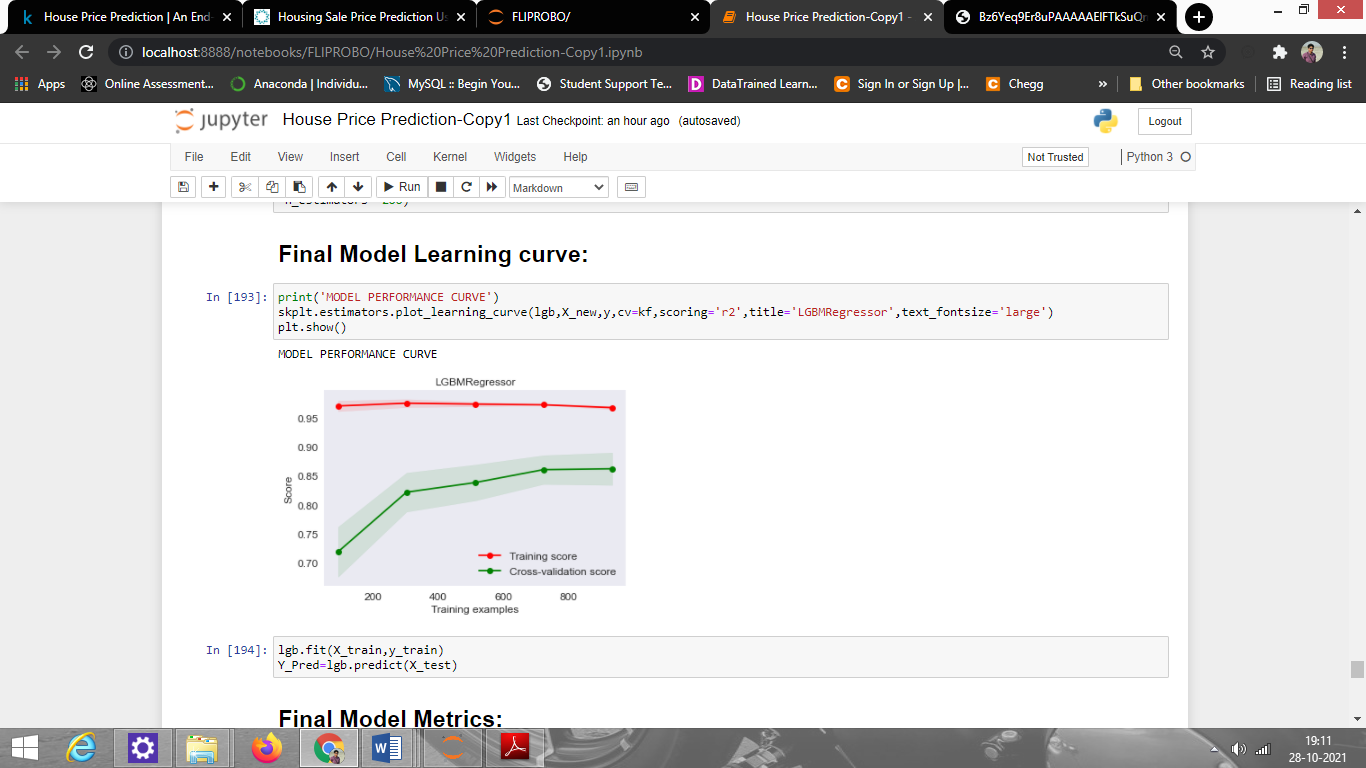 House Price Prediction | An End
Housing Sale Price Prediction Us
FLIPROBO/
House Price Prediction-Copy1 -
Bz6Yeq9Er8uPAAAAAElFTkSuQm
localhost:8888/notebooks/FLIPROBO/House%20Price%20Prediction-Copy1.ipynb
Apps
Online Assessment...
Anaconda | Individu...
MySQL :: Begin You...
Student Support Te...
DataTrained Learn...
Sign In or Sign Up |...
Chegg
»
Other bookmarks
Reading list
jupyter House Price Prediction-Copy1 Last Checkpoint: an hour ago (autosaved)
Logout
File Edit View Insert Cell Kernel Widgets Help
Not Trusted
Python 3
Run
Markdown
Final Model Learning curve:
In [193]: print('MODEL PERFORMANCE CURVE')
skplt.estimators.plot_learning_curve(lgb,X_new,y,cv=kf,scoring='r2',title='LGBMRegressor',text_fontsize='large')
plt.show()
MODEL PERFORMANCE CURVE
LGBMRegressor
0.95
0.90
0.85
0.80
0.75
0.70
Score
Training score
Cross-validation score
200 400 600 800
Training examples
In [194]: lgb.fit(X_train,y_train)
Y_Pred=lgb.predict(X_test)
Final Model Metrics:
19:11
28-10-2021